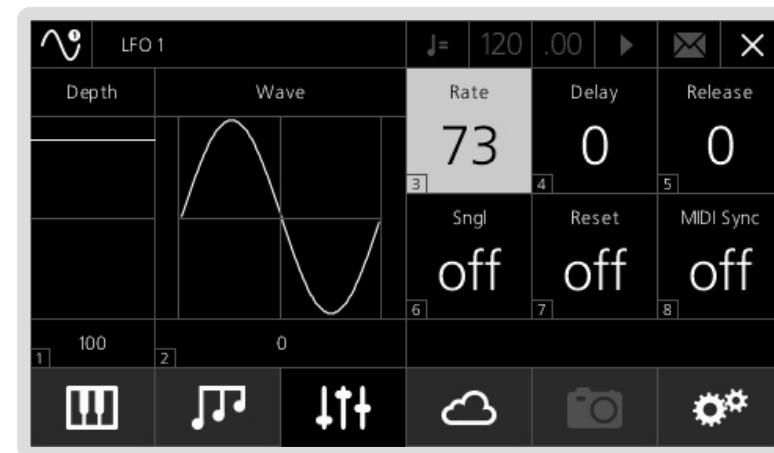 LFO 1
♩= 120 .00
Depth Wave Rate Delay Release
73 0 0
3 4 5
Sngl Reset MIDI Sync
off off off
6 7 8
1 100 2 0